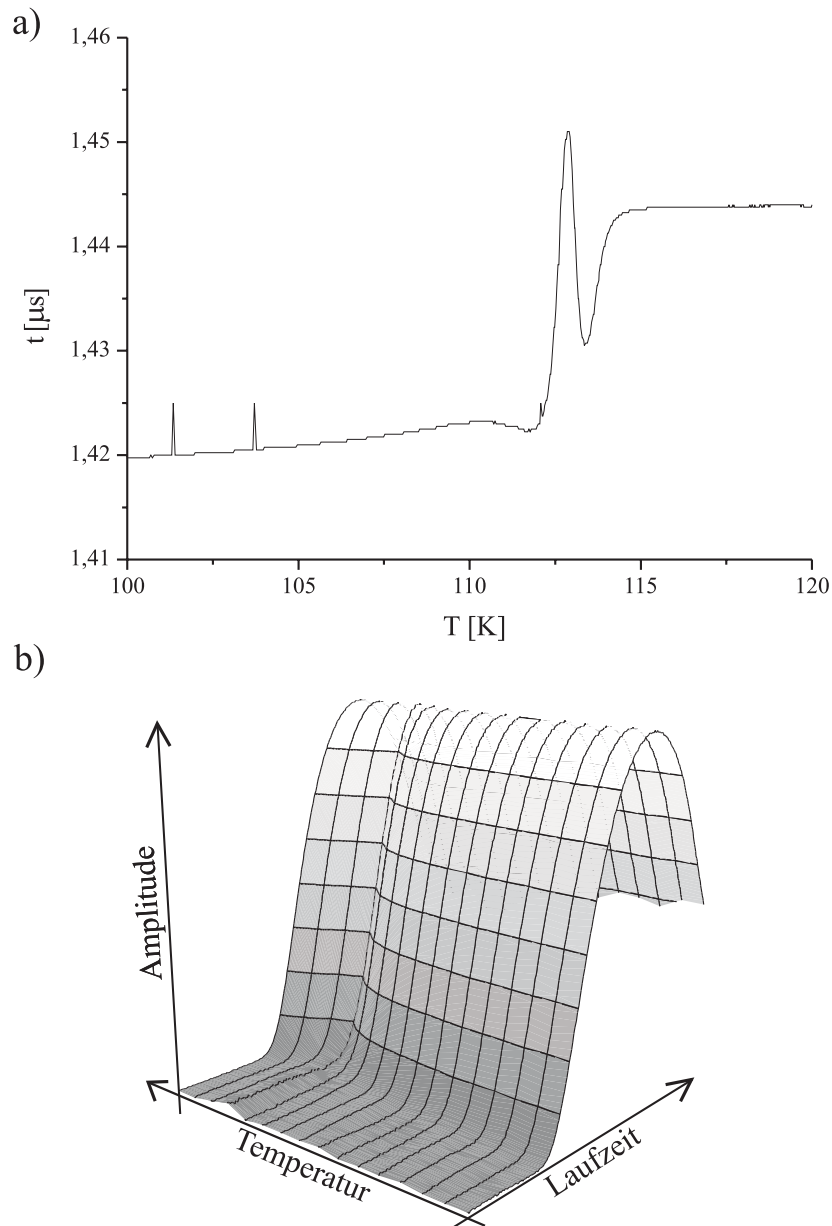 a)
1,46
1,45
1,44
1,43
1,42
1,41
t [µs]
100 105 110 115 120
T [K]
b)
Amplitude
Temperatur
Laufzeit